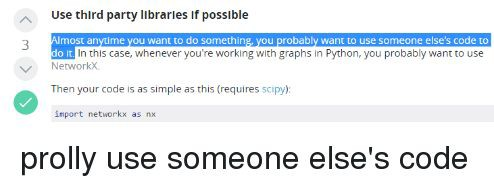 Use third party libraries if possible
3
Almost anytime you want to do something, you probably want to use someone else's code to
do it. In this case, whenever you're working with graphs in Python, you probably want to use
NetworkX.
Then your code is as simple as this (requires scipy):
import networkx as nx
prolly use someone else's code